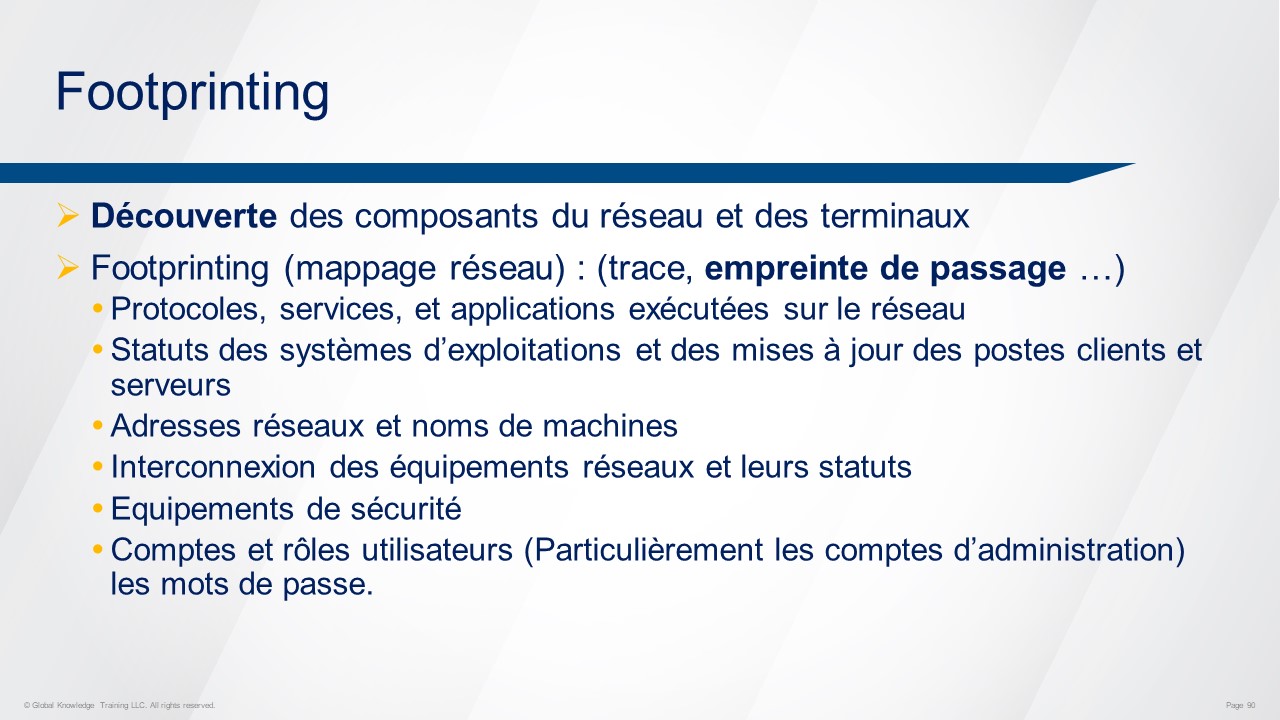 Footprinting
Découverte des composants du réseau et des terminaux
Footprinting (mappage réseau) : (trace, empreinte de passage …)
Protocoles, services, et applications exécutées sur le réseau
Statuts des systèmes d’exploitations et des mises à jour des postes clients et
serveurs
Adresses réseaux et noms de machines
Interconnexion des équipements réseaux et leurs statuts
Equipements de sécurité
Comptes et rôles utilisateurs (Particulièrement les comptes d’administration)
les mots de passe.
© Global Knowledge Training LLC. All rights reserved.
Page 90